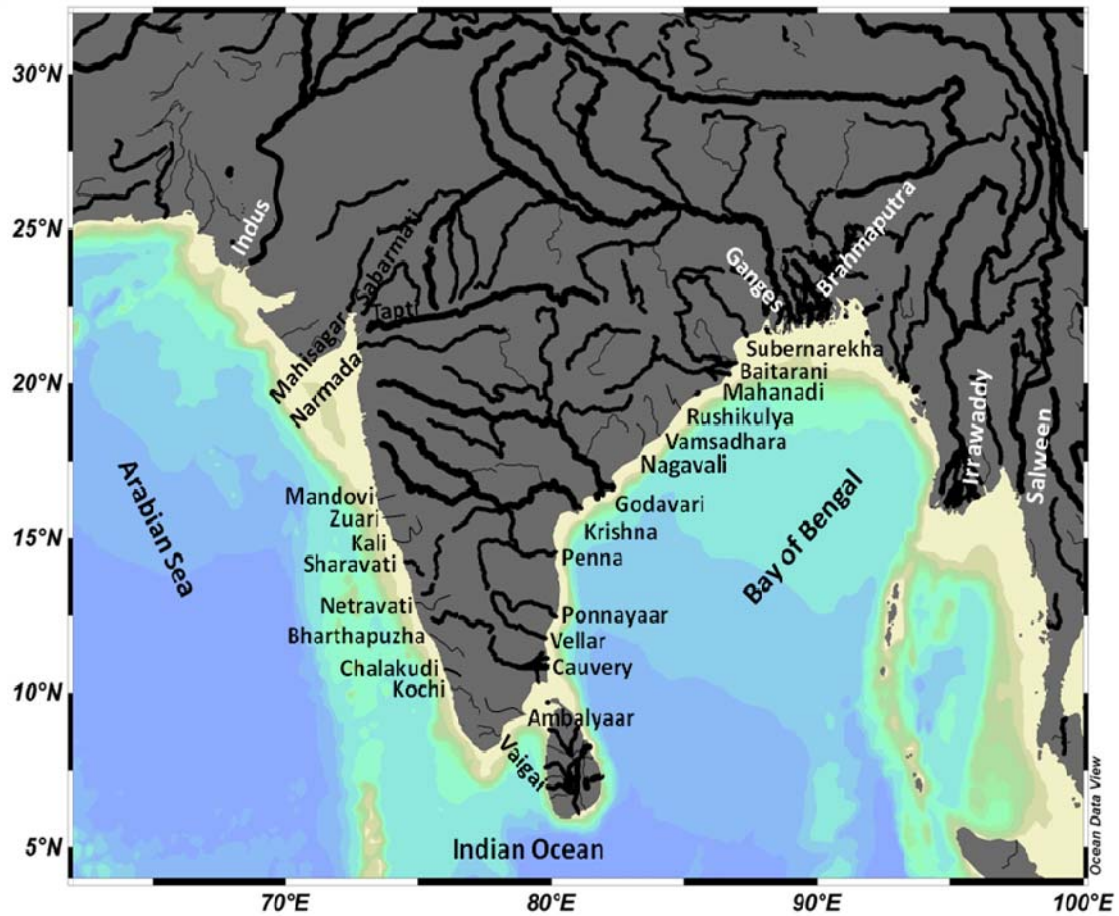 30°N
25°N
20°N
15°N
10°N
5°N
Indus
Sabarmati
Tapti
Mahisagar
Narmada
Ganges
Brahmaputra
Subernarekha
Baitarani
Mahanadi
Rushikulya
Vamsadhara
Nagavali
Godavari
Krishna
Penna
Ponnayaar
Vellar
Cauvery
Ambalyaar
Vaigai
Mandovi
Zuari
Kali
Sharavati
Netravati
Bharthapuzha
Chalakudi
Kochi
Irrawaddy
Salween
Arabian Sea
Bay of Bengal
Indian Ocean
Ocean Data View
70°E
80°E
90°E
100°E